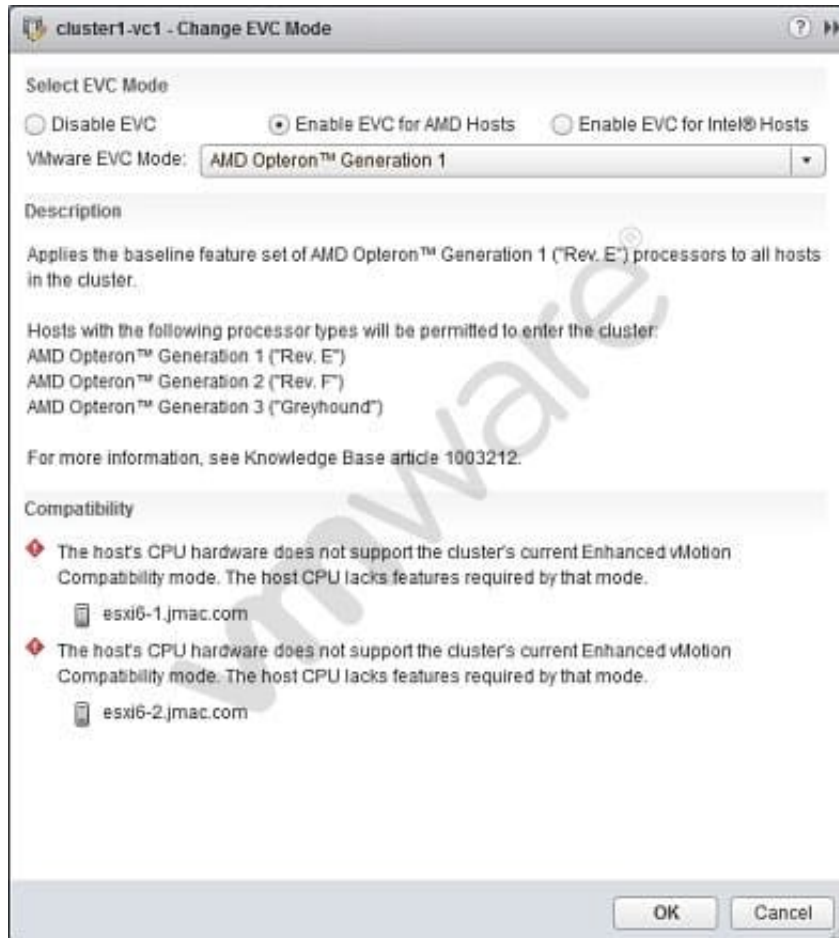 cluster1-vc1 - Change EVC Mode
?
Select EVC Mode
Disable EVC
Enable EVC for AMD Hosts
Enable EVC for Intel® Hosts
VMware EVC Mode:
AMD Opteron™ Generation 1
Description
Applies the baseline feature set of AMD Opteron™ Generation 1 ("Rev. E") processors to all hosts
in the cluster.
Hosts with the following processor types will be permitted to enter the cluster:
AMD Opteron™ Generation 1 ("Rev. E")
AMD Opteron™ Generation 2 ("Rev. F")
AMD Opteron™ Generation 3 ("Greyhound")
For more information, see Knowledge Base article 1003212.
Compatibility
The host's CPU hardware does not support the cluster's current Enhanced vMotion
Compatibility mode. The host CPU lacks features required by that mode.
esxi6-1.jmac.com
The host's CPU hardware does not support the cluster's current Enhanced vMotion
Compatibility mode. The host CPU lacks features required by that mode.
esxi6-2.jmac.com
OK
Cancel
vmware®